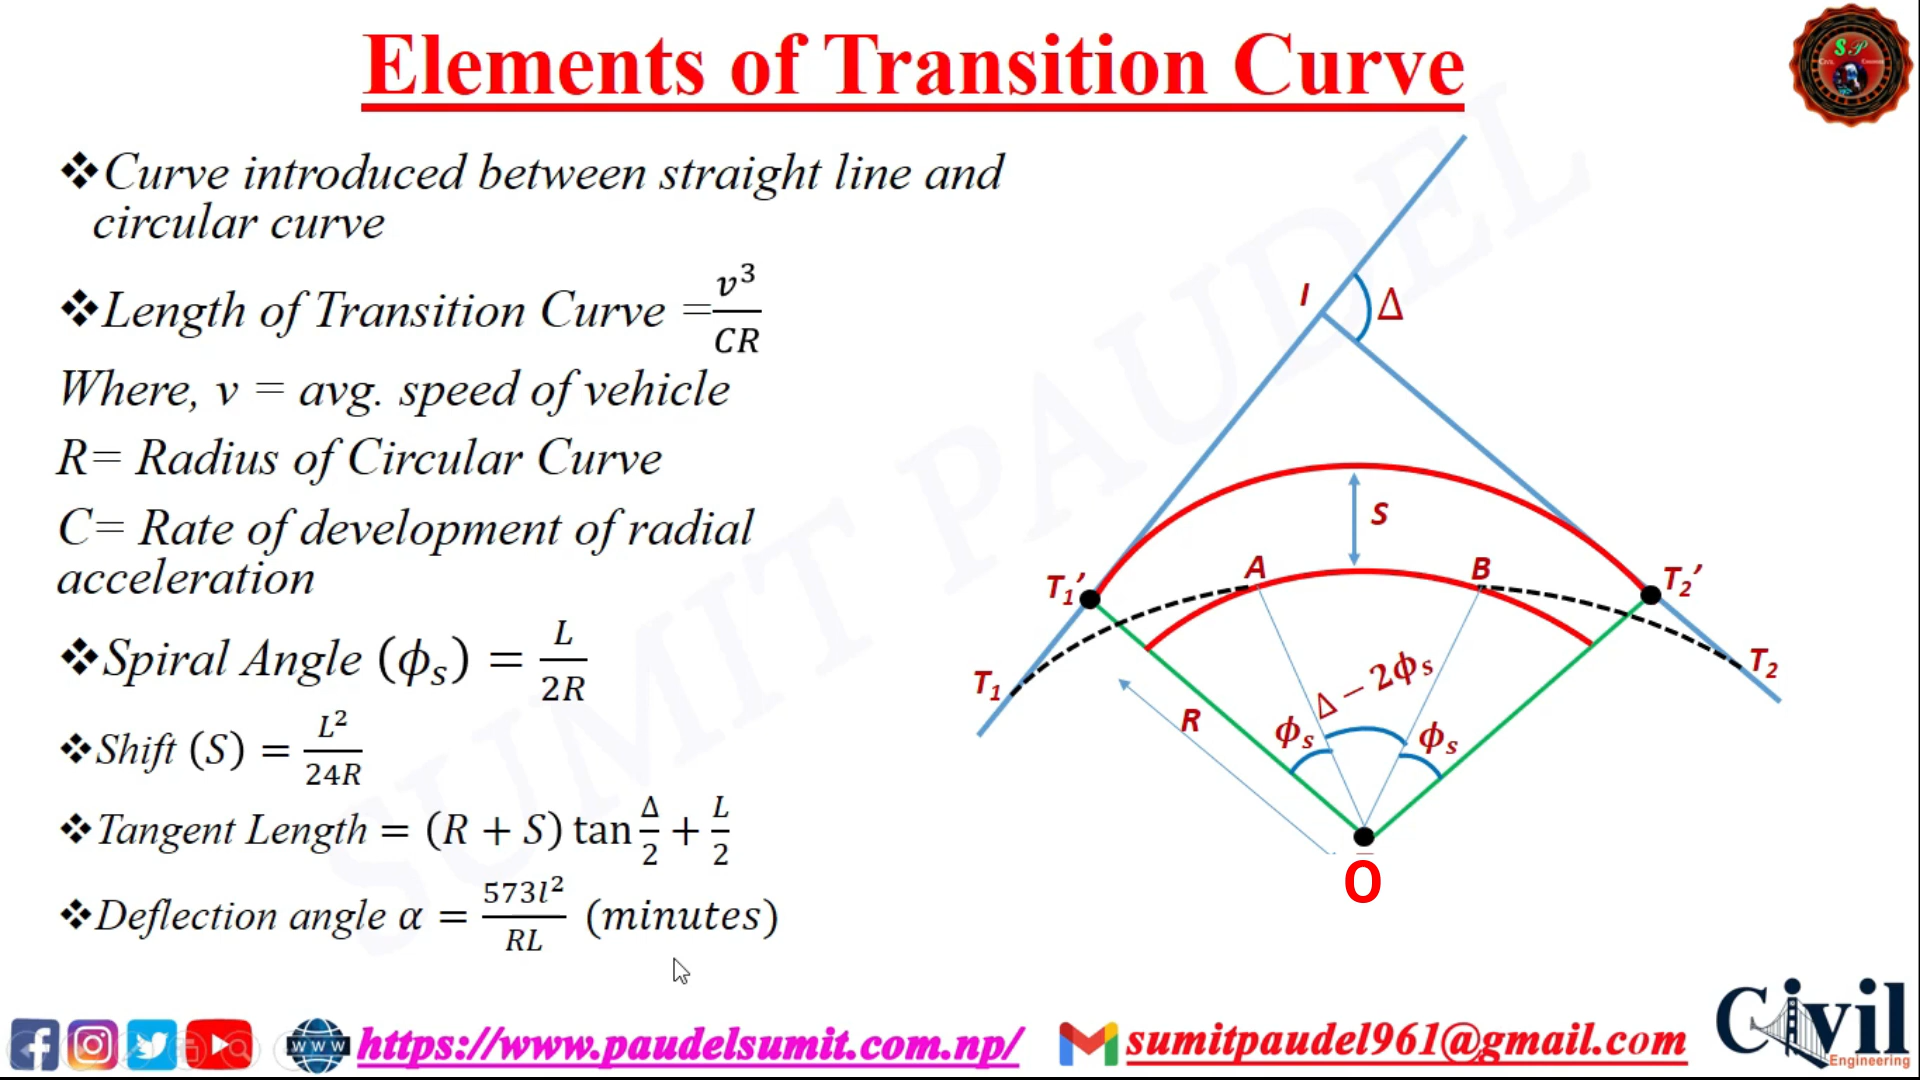 Elements of Transition Curve
❖Curve introduced between straight line and
circular curve
❖Length of Transition Curve = v³/CR
Where, v = avg. speed of vehicle
R= Radius of Circular Curve
C= Rate of development of radial
acceleration
❖Spiral Angle (ϕₛ) = L/2R
❖Shift (S) = L²/24R
❖Tangent Length = (R + S) tan Δ/2 + L/2
❖Deflection angle α = 573l²/RL (minutes)
I
Δ
S
A
B
T₁′
T₂′
T₁
T₂
Δ − 2ϕₛ
R
ϕₛ
ϕₛ
O
SUMIT PAUDEL
S P
www
https://www.paudelsumit.com.np/
sumitpaudel961@gmail.com
Civil
Engineering